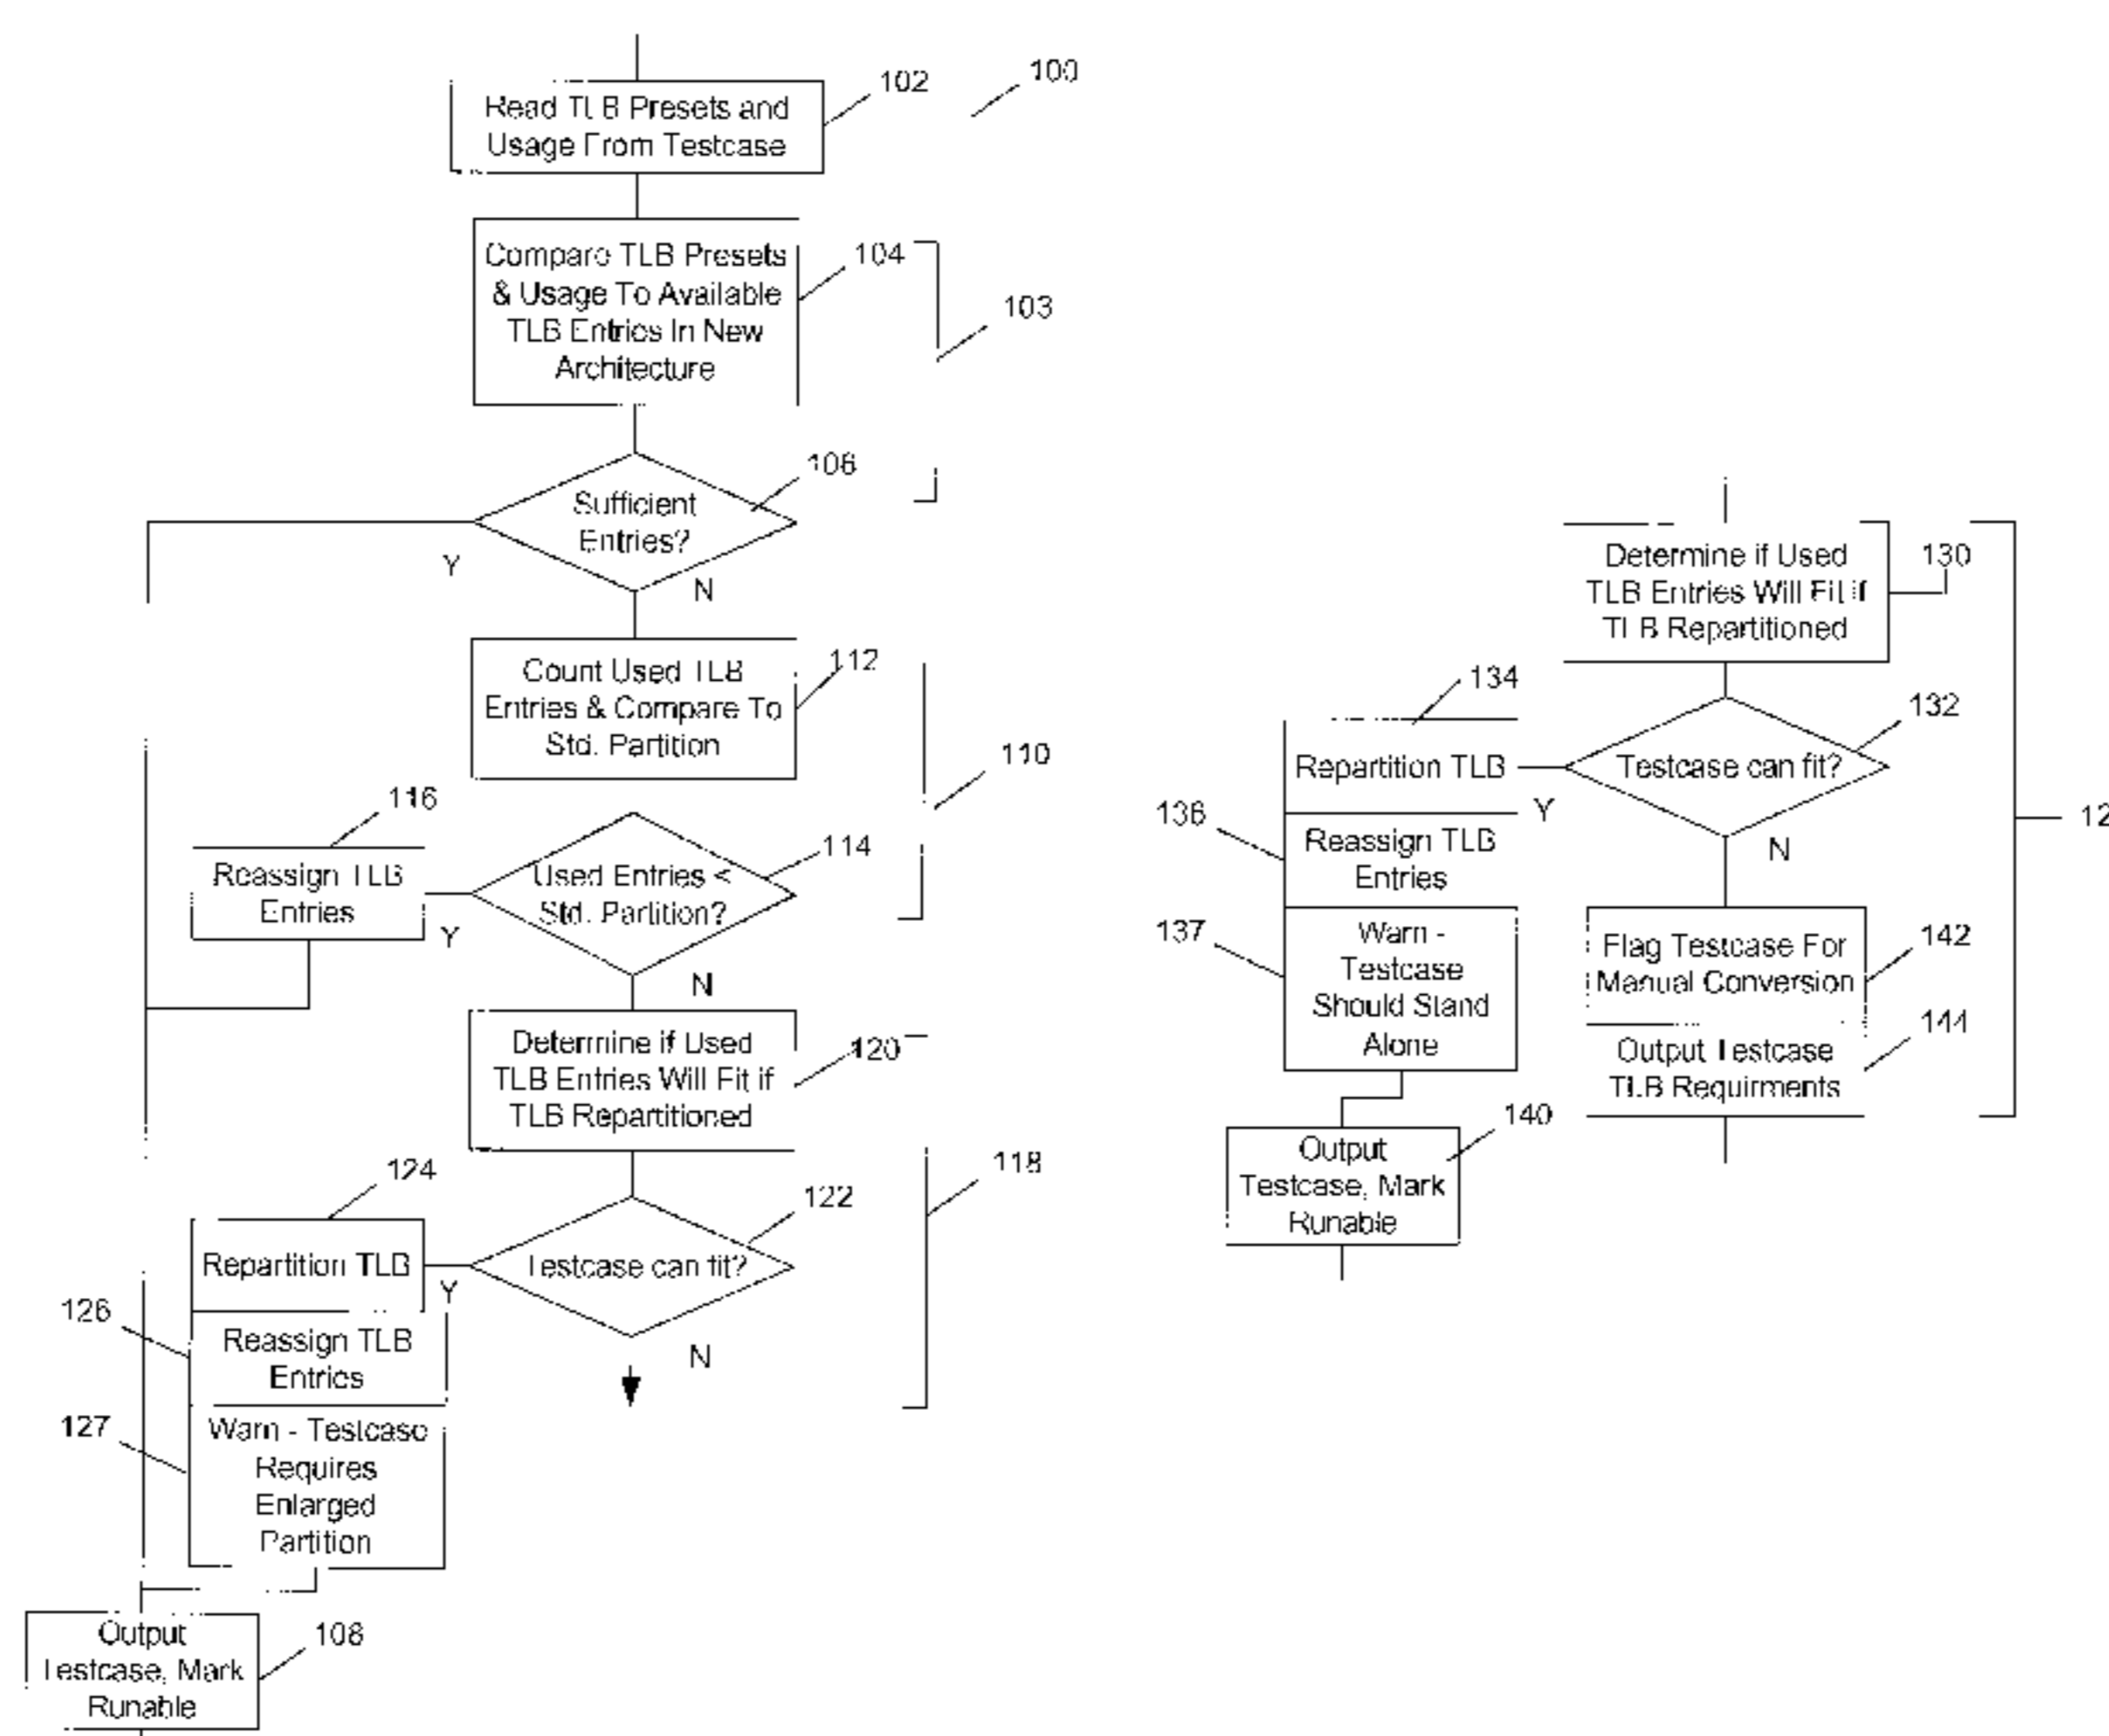 102
100
Read TLB Presets and
Usage From Testcase
Compare TLB Presets
& Usage To Available
TLB Entries In New
Architecture
104
103
106
Sufficient
Entries?
Y
N
Count Used TLB
Entries & Compare To
Std. Partition
112
110
116
Reassign TLB
Entries
Y
Used Entries <
Std. Partition?
114
N
Determine if Used
TLB Entries Will Fit if
TLB Repartitioned
120
118
124
Repartition TLB
Y
Testcase can fit?
122
N
126
Reassign TLB
Entries
127
Warn - Testcase
Requires
Enlarged
Partition
Output
Testcase, Mark
Runable
108
Determine if Used
TLB Entries Will Fit if
TLB Repartitioned
130
134
132
Repartition TLB
Y
Testcase can fit?
12
N
136
Reassign TLB
Entries
137
Warn -
Testcase
Should Stand
Alone
Flag Testcase For
Manual Conversion
142
Output Testcase
TLB Requirments
144
Output
Testcase, Mark
Runable
140